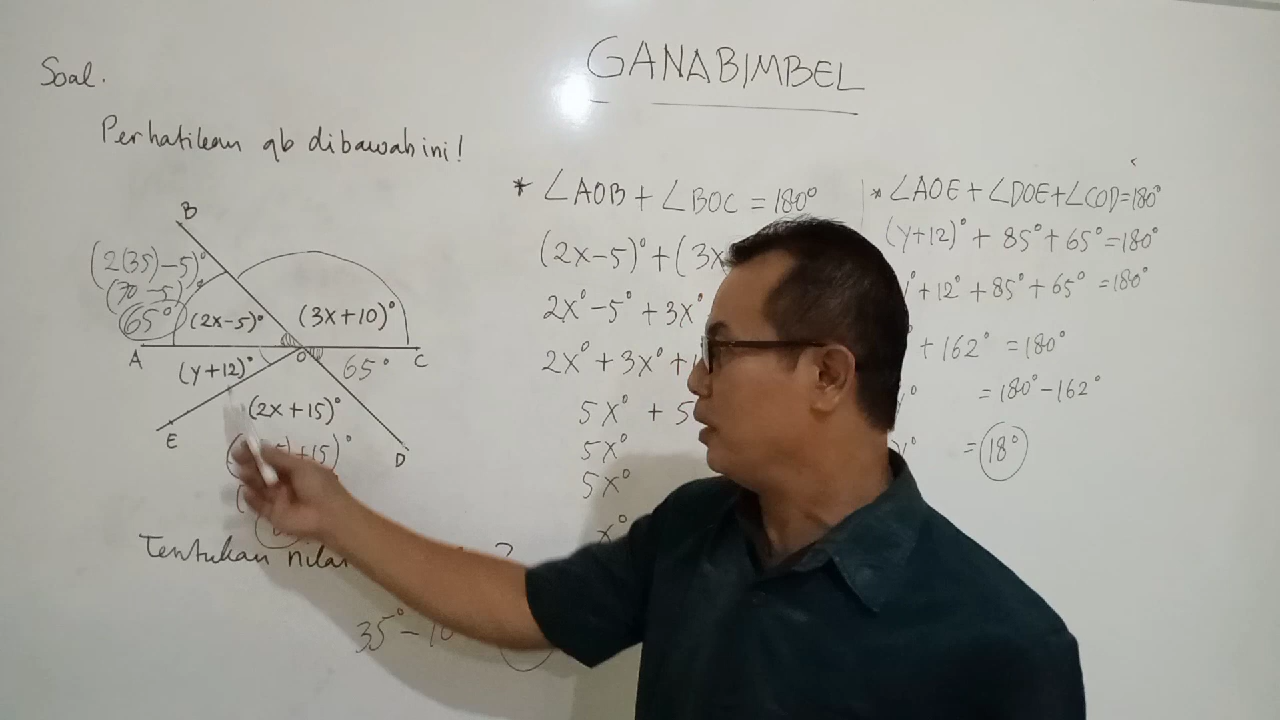 GANABIMBEL
Soal.
Perhatikan gb dibawah ini!
B
(2(35)-5)°
(70-5)°
65°
(2x-5)°
(3x+10)°
A
O
C
(y+12)°
65°
(2x+15)°
E
D
+15)°
Tentukan nilai
?
35°-10
* ∠AOB + ∠BOC = 180°
(2x-5)° + (3x
2x° - 5° + 3x°
2x° + 3x° +
5x° + 5
5x°
5x°
x°
* ∠AOE + ∠DOE + ∠COD = 180°
(y+12)° + 85° + 65° = 180°
+ 12° + 85° + 65° = 180°
+ 162° = 180°
= 180° - 162°
= 18°